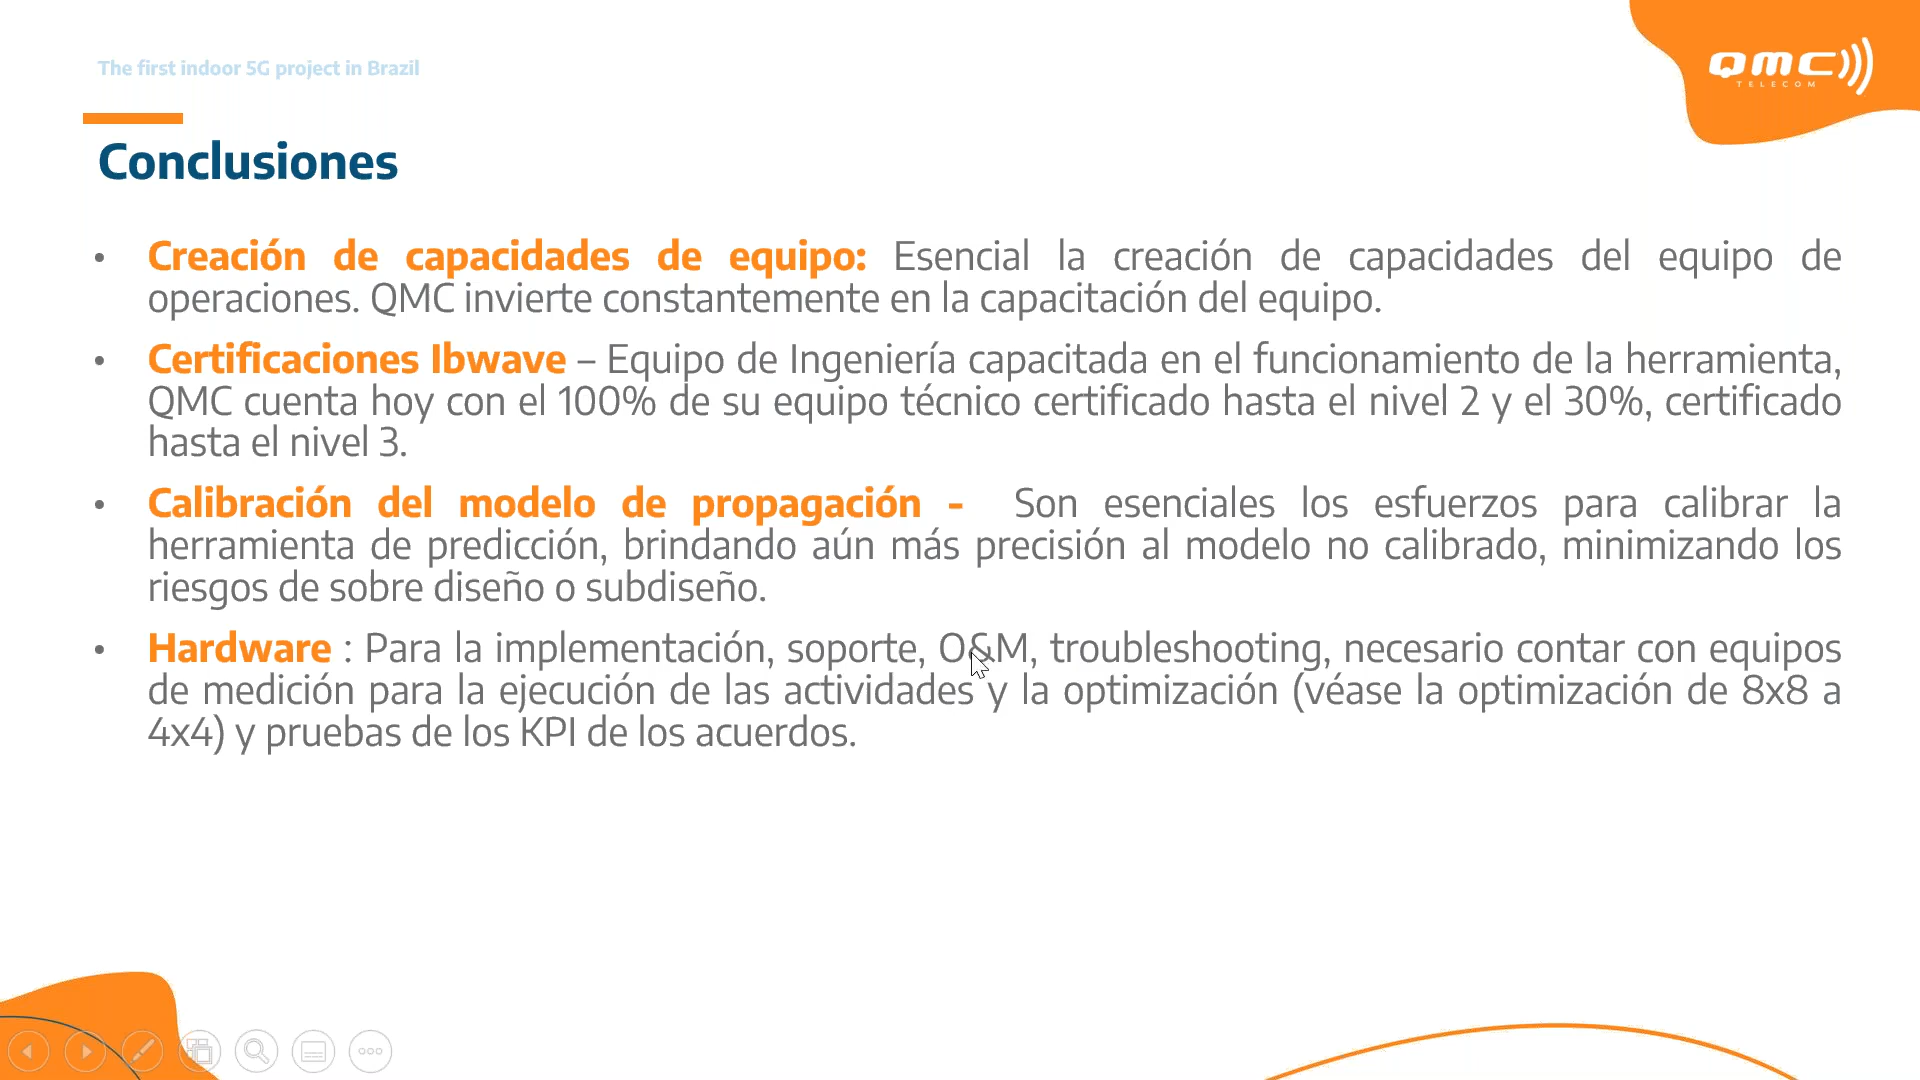 The first indoor 5G project in Brazil
QMC
TELECOM
Conclusiones
• Creación de capacidades de equipo: Esencial la creación de capacidades del equipo de
operaciones. QMC invierte constantemente en la capacitación del equipo.
• Certificaciones Ibwave – Equipo de Ingeniería capacitada en el funcionamiento de la herramienta,
QMC cuenta hoy con el 100% de su equipo técnico certificado hasta el nivel 2 y el 30%, certificado
hasta el nivel 3.
• Calibración del modelo de propagación - Son esenciales los esfuerzos para calibrar la
herramienta de predicción, brindando aún más precisión al modelo no calibrado, minimizando los
riesgos de sobre diseño o subdiseño.
• Hardware : Para la implementación, soporte, O&M, troubleshooting, necesario contar con equipos
de medición para la ejecución de las actividades y la optimización (véase la optimización de 8x8 a
4x4) y pruebas de los KPI de los acuerdos.